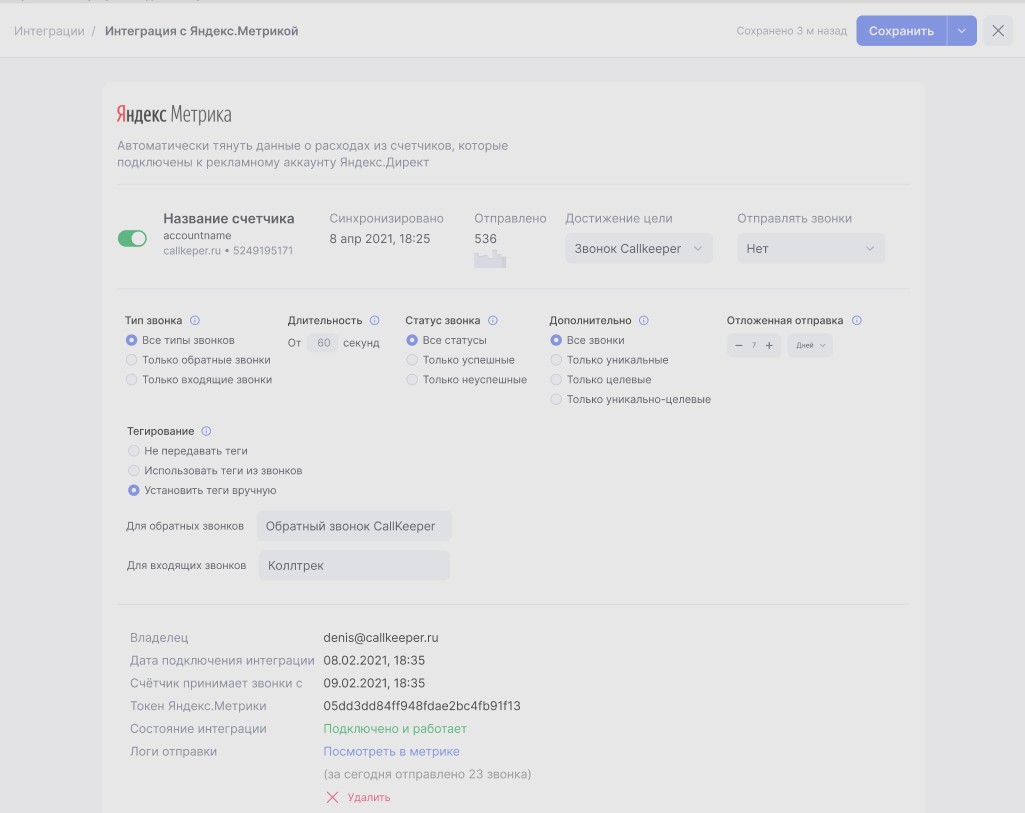 Интеграции / Интеграция с Яндекс.Метрикой
Сохранено 3 м назад
Сохранить
Яндекс Метрика
Автоматически тянуть данные о расходах из счетчиков, которые
подключены к рекламному аккаунту Яндекс.Директ
Название счетчика
accountname
callkeper.ru • 5249195171
Синхронизировано
8 апр 2021, 18:25
Отправлено
536
Достижение цели
Звонок Callkeeper
Отправлять звонки
Нет
Тип звонка
Все типы звонков
Только обратные звонки
Только входящие звонки
Длительность
От 60 секунд
Статус звонка
Все статусы
Только успешные
Только неуспешные
Дополнительно
Все звонки
Только уникальные
Только целевые
Только уникально-целевые
Отложенная отправка
− 7 + Дней
Тегирование
Не передавать теги
Использовать теги из звонков
Установить теги вручную
Для обратных звонков Обратный звонок CallKeeper
Для входящих звонков Коллтрек
Владелец denis@callkeeper.ru
Дата подключения интеграции 08.02.2021, 18:35
Счётчик принимает звонки с 09.02.2021, 18:35
Токен Яндекс.Метрики 05dd3dd84ff948fdae2bc4fb91f13
Состояние интеграции Подключено и работает
Логи отправки Посмотреть в метрике
(за сегодня отправлено 23 звонка)
Удалить